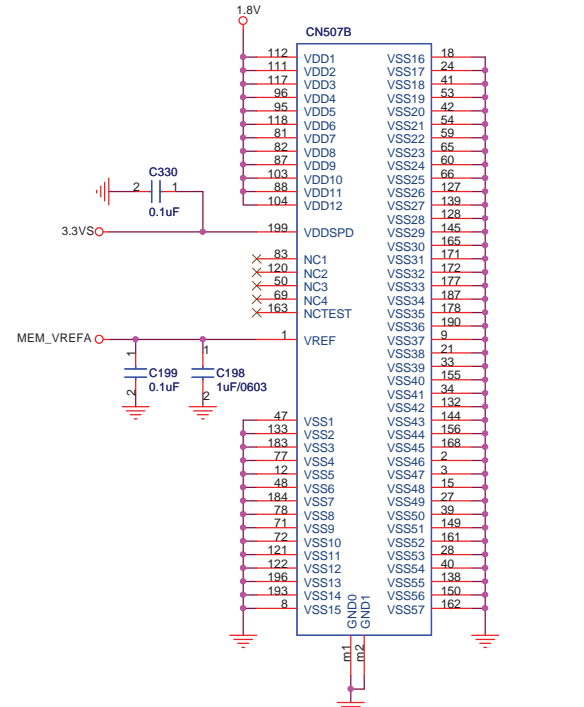 1.8V
CN507B
112 VDD1 VSS16 18
111 VDD2 VSS17 24
117 VDD3 VSS18 41
96 VDD4 VSS19 53
95 VDD5 VSS20 42
118 VDD6 VSS21 54
81 VDD7 VSS22 59
82 VDD8 VSS23 65
87 VDD9 VSS24 60
103 VDD10 VSS25 66
88 VDD11 VSS26 127
104 VDD12 VSS27 139
VSS28 128
C330
2 1
0.1uF
3.3VS 199 VDDSPD VSS29 145
VSS30 165
83 NC1 VSS31 171
120 NC2 VSS32 172
50 NC3 VSS33 177
69 NC4 VSS34 187
163 NCTEST VSS35 178
VSS36 190
MEM_VREFA 1 VREF VSS37 9
VSS38 21
VSS39 33
VSS40 155
VSS41 34
VSS42 132
1 C199 2
0.1uF
1 C198 2
1uF/0603
47 VSS1 VSS43 144
133 VSS2 VSS44 156
183 VSS3 VSS45 168
77 VSS4 VSS46 2
12 VSS5 VSS47 3
48 VSS6 VSS48 15
184 VSS7 VSS49 27
78 VSS8 VSS50 39
71 VSS9 VSS51 149
72 VSS10 VSS52 161
121 VSS11 VSS53 28
122 VSS12 VSS54 40
196 VSS13 VSS55 138
193 VSS14 VSS56 150
8 VSS15 VSS57 162
GND0
GND1
m1
m2